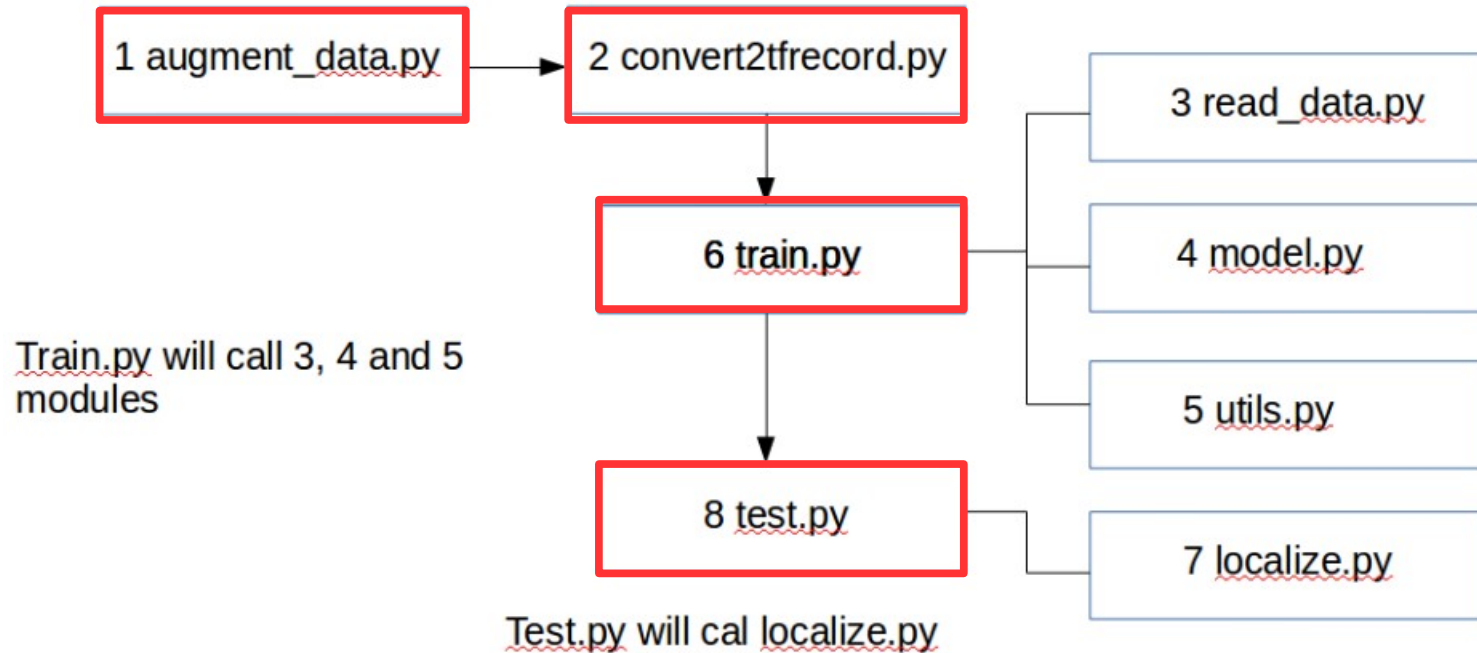 1 augment_data.py
2 convert2tfrecord.py
3 read_data.py
6 train.py
4 model.py
Train.py will call 3, 4 and 5
modules
5 utils.py
8 test.py
7 localize.py
Test.py will cal localize.py